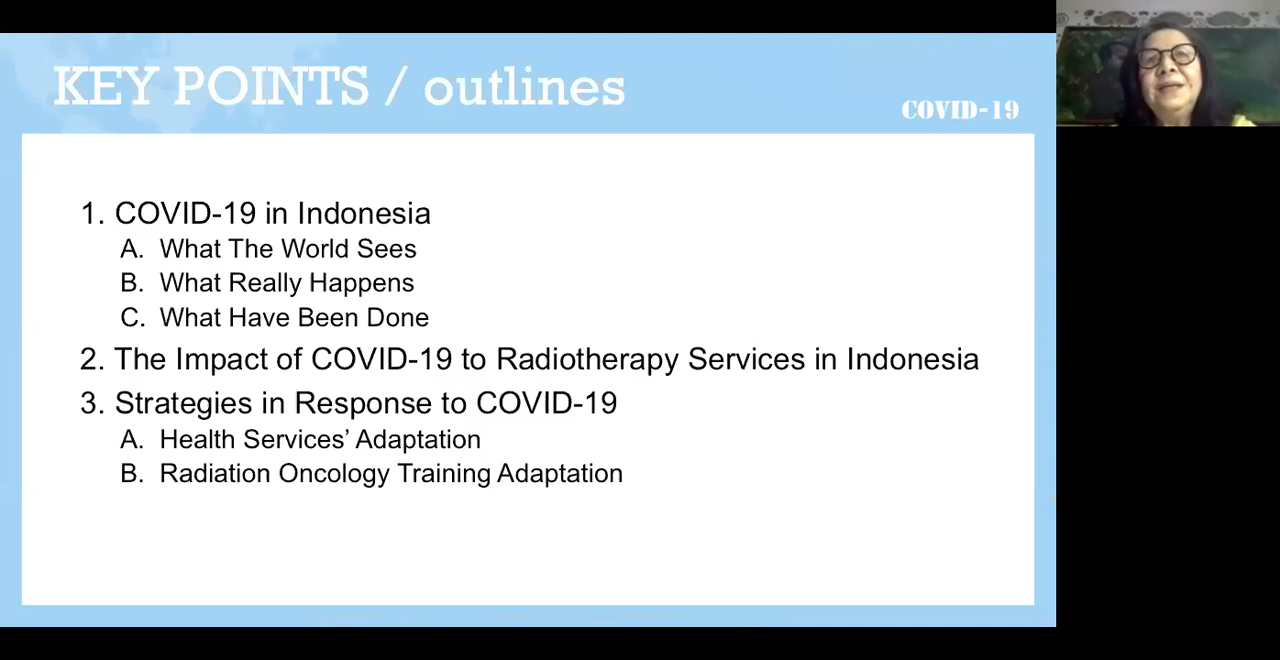 KEY POINTS / outlines
COVID-19
1. COVID-19 in Indonesia
A. What The World Sees
B. What Really Happens
C. What Have Been Done
2. The Impact of COVID-19 to Radiotherapy Services in Indonesia
3. Strategies in Response to COVID-19
A. Health Services’ Adaptation
B. Radiation Oncology Training Adaptation